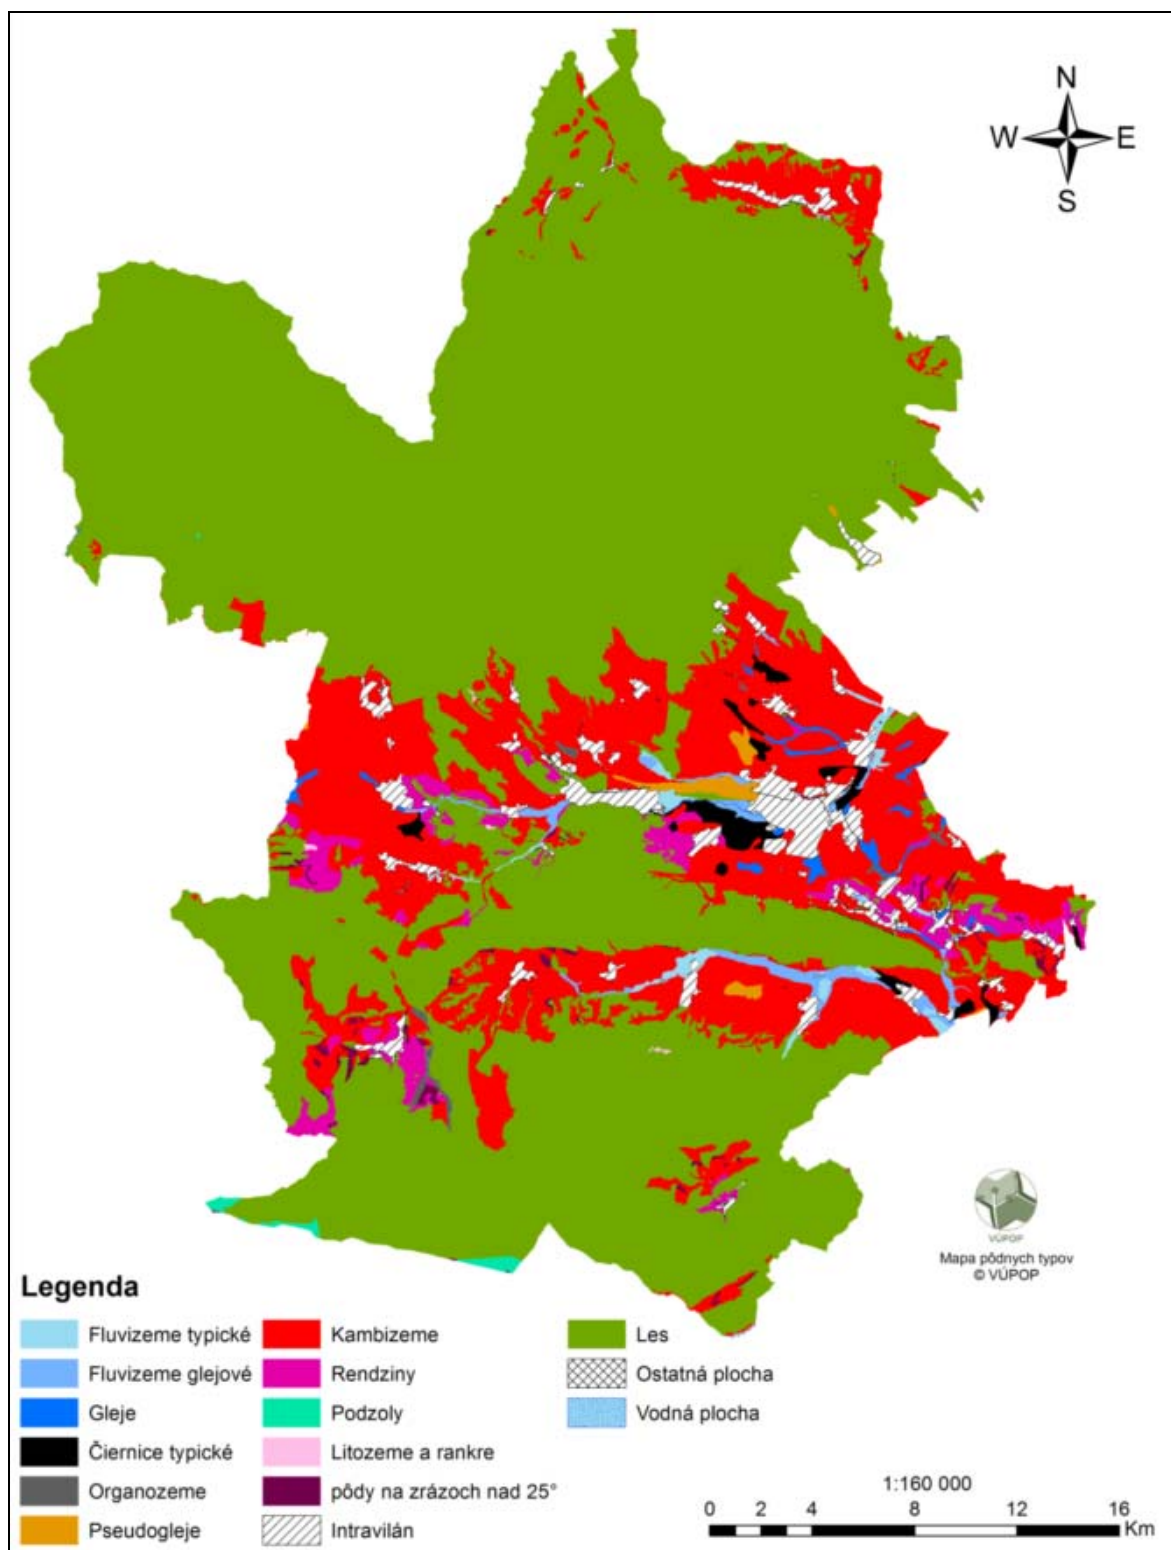 N
W E
S
VÚPOP
Mapa pôdnych typov
© VÚPOP
Legenda
Fluvizeme typické
Fluvizeme glejové
Gleje
Čiernice typické
Organozeme
Pseudogleje
Kambizeme
Rendziny
Podzoly
Litozeme a rankre
pôdy na zrázoch nad 25°
Intravilán
Les
Ostatná plocha
Vodná plocha
1:160 000
0 2 4 8 12 16
Km